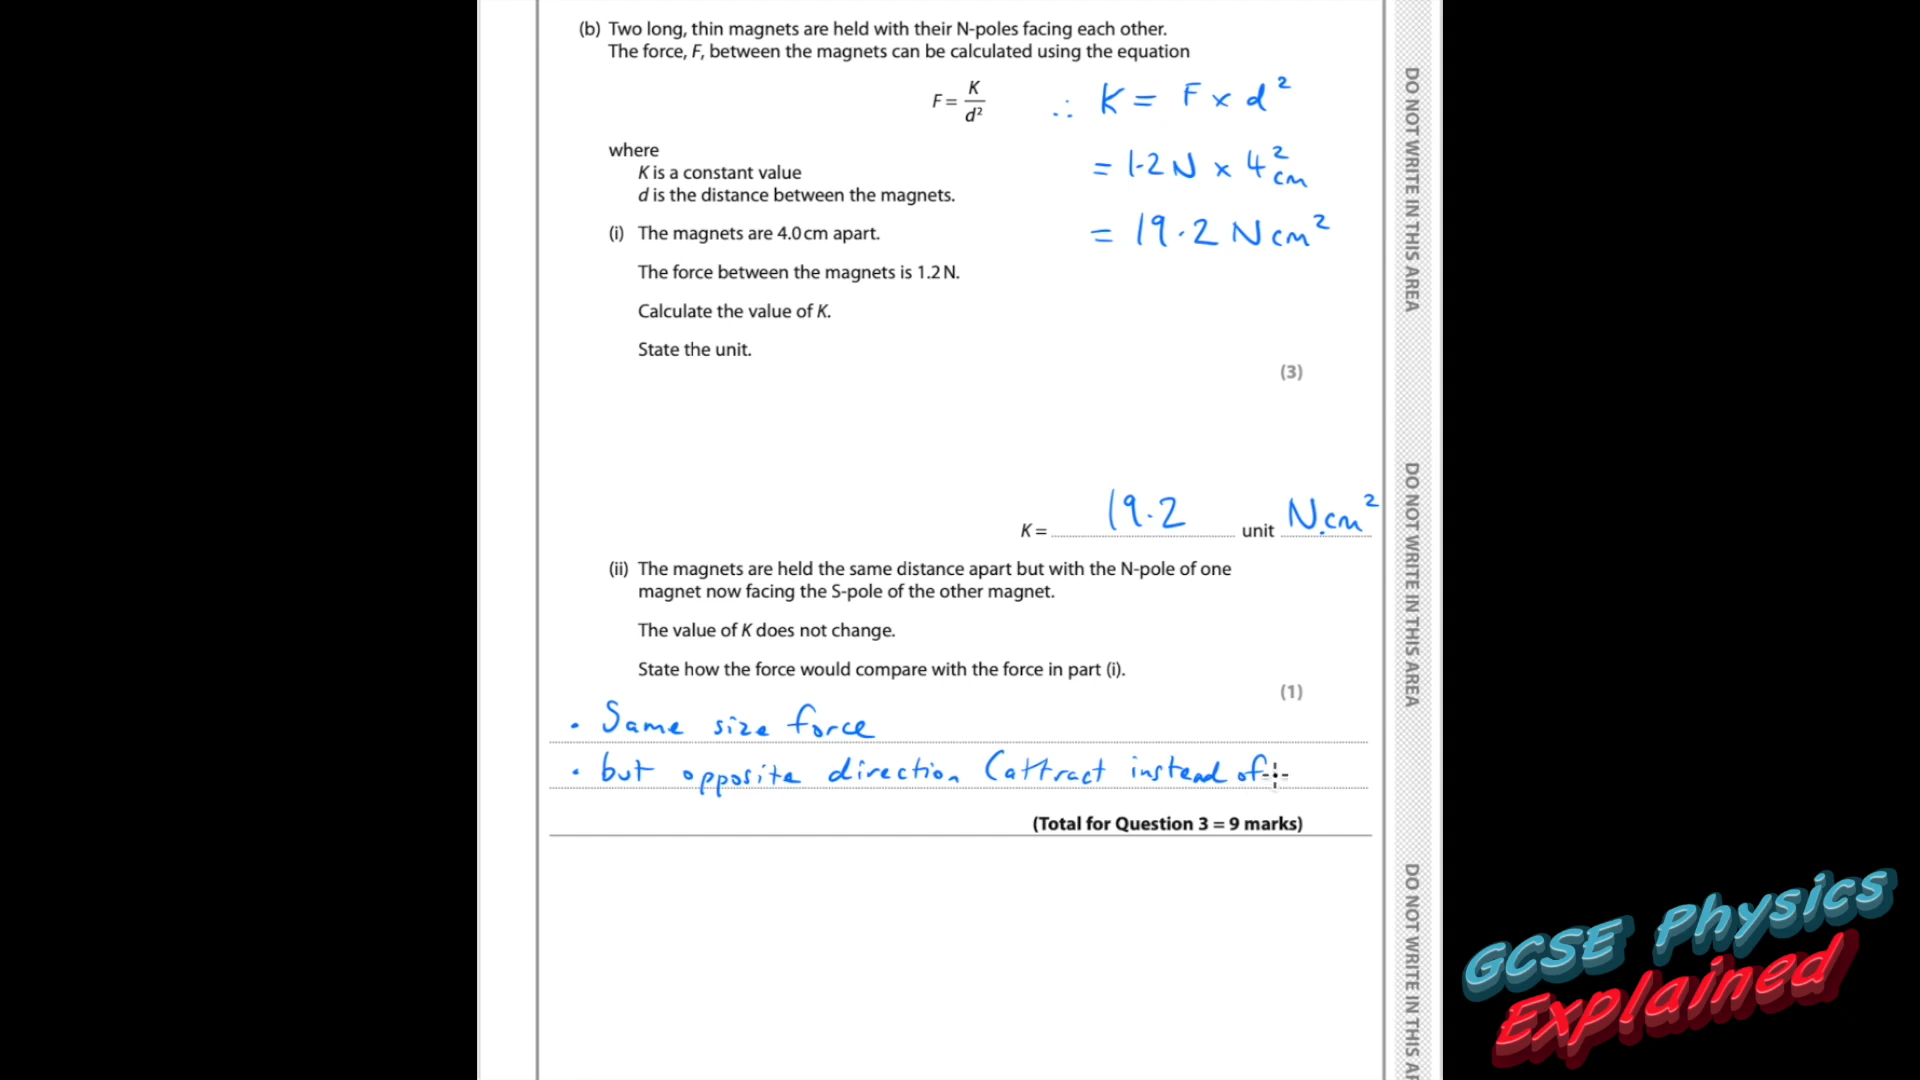 (b) Two long, thin magnets are held with their N-poles facing each other.
The force, F, between the magnets can be calculated using the equation
F = K / d²
∴ K = F × d²
where
K is a constant value
= 1.2 N × 4² cm
d is the distance between the magnets.
(i) The magnets are 4.0 cm apart.
= 19.2 N cm²
The force between the magnets is 1.2 N.
Calculate the value of K.
State the unit.
(3)
K = 19.2 unit N.cm²
(ii) The magnets are held the same distance apart but with the N-pole of one
magnet now facing the S-pole of the other magnet.
The value of K does not change.
State how the force would compare with the force in part (i).
(1)
• Same size force
• but opposite direction (attract instead of
(Total for Question 3 = 9 marks)
DO NOT WRITE IN THIS AREA
DO NOT WRITE IN THIS AREA
DO NOT WRITE IN THIS AR
GCSE Physics
Explained